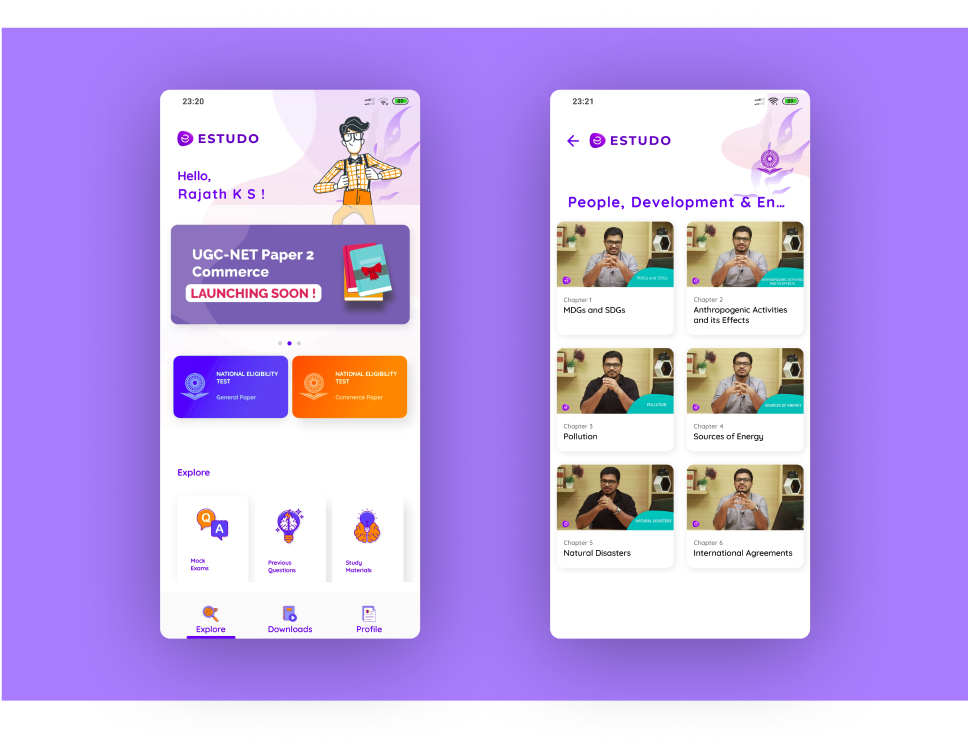 23:20
ESTUDO
Hello,
Rajath K S !
UGC-NET Paper 2
Commerce
LAUNCHING SOON !
NATIONAL ELIGIBILITY
TEST
General Paper
NATIONAL ELIGIBILITY
TEST
Commerce Paper
Explore
Q
A
Mock
Exams
Previous
Questions
Study
Materials
Explore
Downloads
Profile
23:21
ESTUDO
People, Development & En...
MDGs and SDGs
Chapter 1
MDGs and SDGs
ANTHROPOGENIC ACTIVITIES
AND ITS EFFECTS
Chapter 2
Anthropogenic Activities
and its Effects
POLLUTION
Chapter 3
Pollution
SOURCES OF ENERGY
Chapter 4
Sources of Energy
NATURAL DISASTERS
Chapter 5
Natural Disasters
Chapter 6
International Agreements